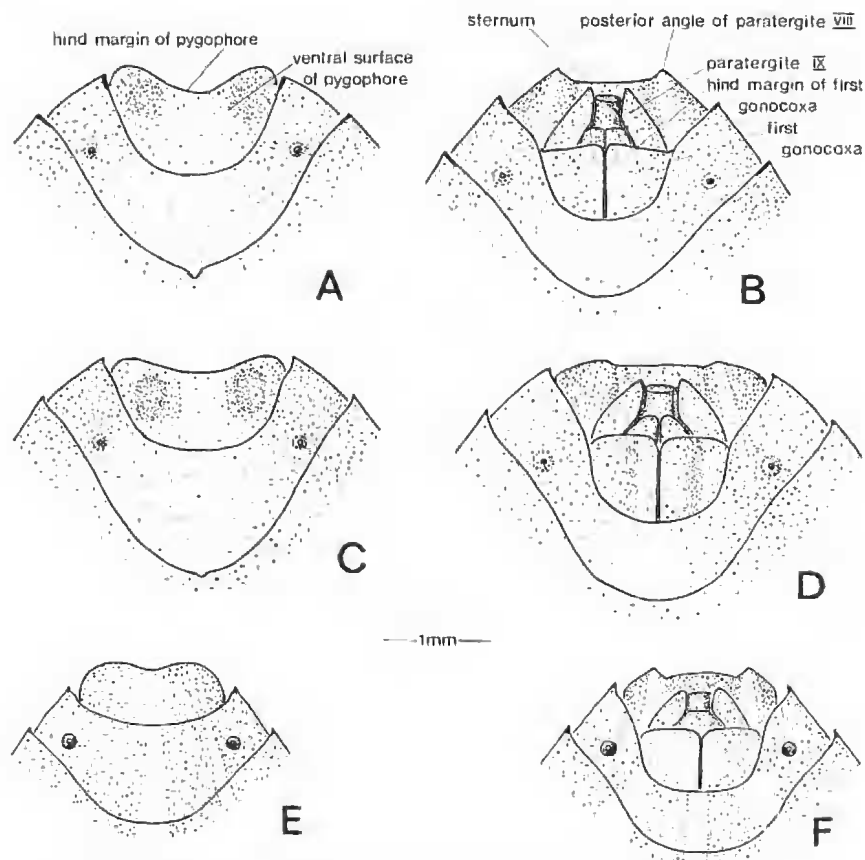 hind margin of pygophore
ventral surface
of pygophore
A
sternum
posterior angle of paratergite VIII
paratergite IX
hind margin of first
gonocoxa
first
gonocoxa
B
C
D
1mm
E
F